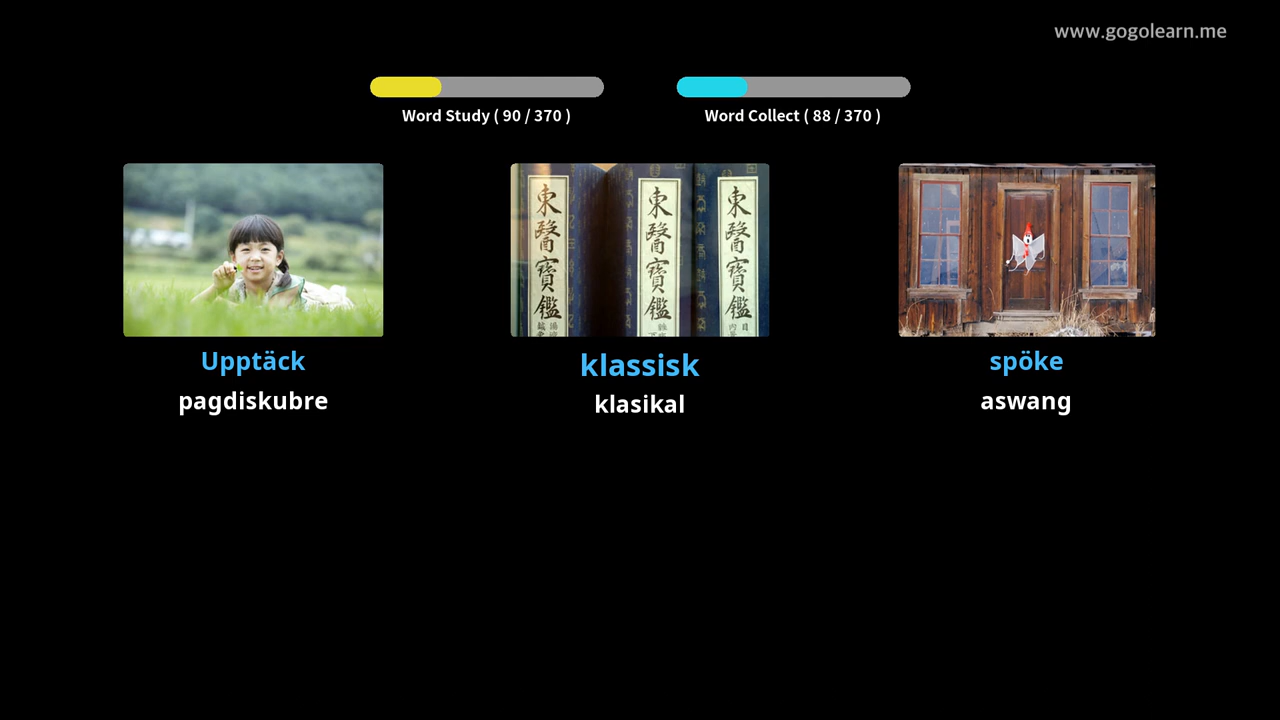 www.gogolearn.me
Word Study ( 90 / 370 )
Word Collect ( 88 / 370 )
東醫寶鑑
東醫寶鑑
東醫寶鑑
Upptäck
klassisk
spöke
pagdiskubre
klasikal
aswang